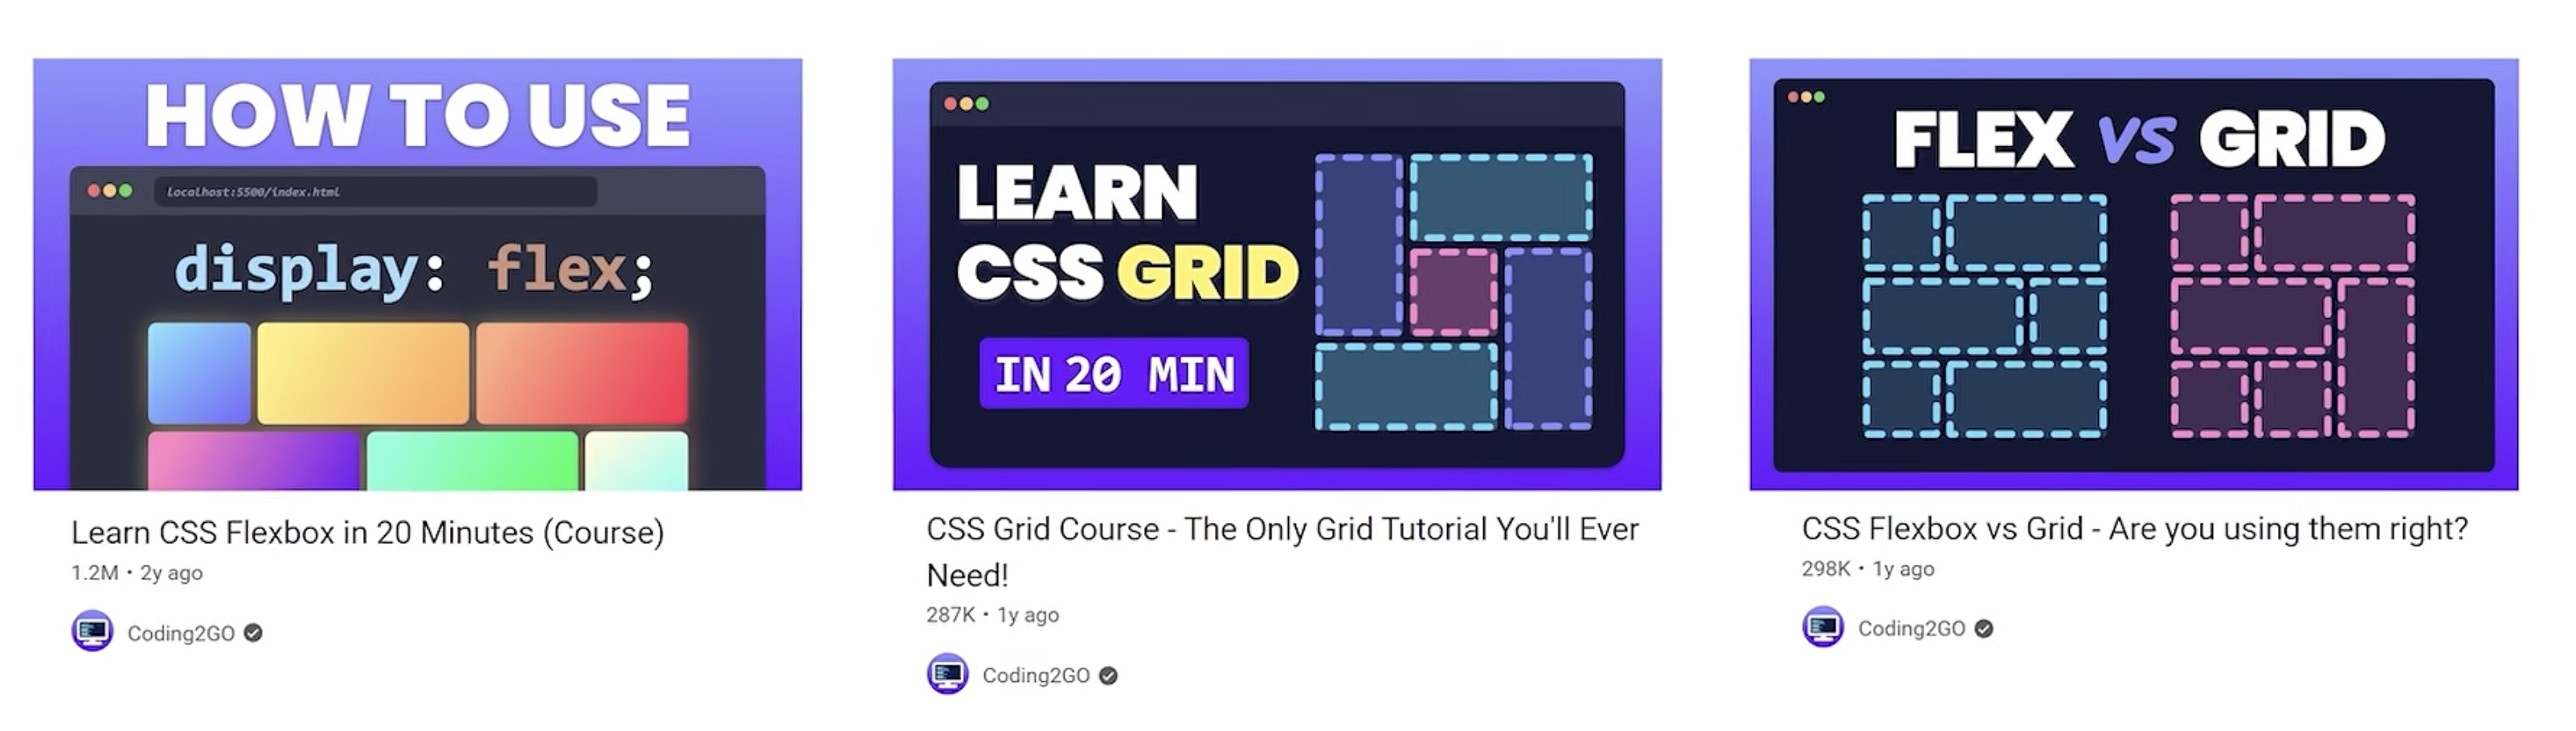 HOW TO USE
localhost:5500/index.html
display: flex;
Learn CSS Flexbox in 20 Minutes (Course)
1.2M • 2y ago
Coding2GO
LEARN
CSS GRID
IN 20 MIN
CSS Grid Course - The Only Grid Tutorial You'll Ever
Need!
287K • 1y ago
Coding2GO
FLEX VS GRID
CSS Flexbox vs Grid - Are you using them right?
298K • 1y ago
Coding2GO